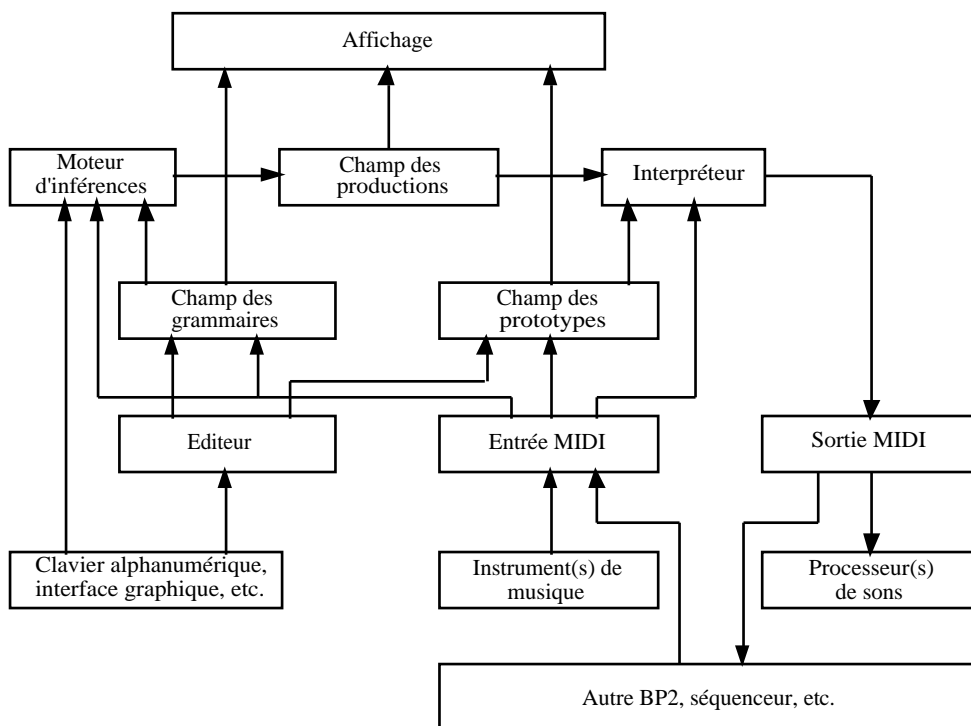 Affichage
Moteur
d'inférences
Champ des
productions
Interpréteur
Champ des
grammaires
Champ des
prototypes
Editeur
Entrée MIDI
Sortie MIDI
Clavier alphanumérique,
interface graphique, etc.
Instrument(s) de
musique
Processeur(s)
de sons
Autre BP2, séquenceur, etc.